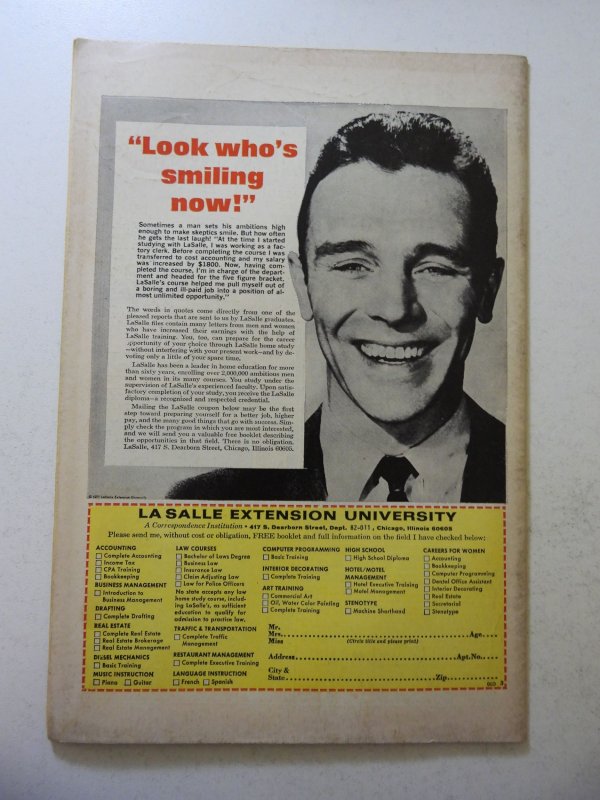 “Look who’s
smiling
now!”
Sometimes a man sets his ambitions high
enough to make skeptics smile. But how often
he gets the last laugh! “At the time I started
studying with LaSalle, I was working as a fac-
tory clerk. Before completing the course I was
transferred to cost accounting and my salary
was increased by $1800. Now, having com-
pleted the course, I’m in charge of the depart-
ment and headed for the five figure bracket.
LaSalle’s course helped me pull myself out of
a boring and ill-paid job into a position of al-
most unlimited opportunity.”
The words in quotes come directly from one of the
pleased reports that are sent to us by LaSalle graduates.
LaSalle files contain many letters from men and women
who have increased their earnings with the help of
LaSalle training. You, too, can prepare for the career
opportunity of your choice through LaSalle home study
—without interfering with your present work—and by de-
voting only a little of your spare time.
LaSalle has been a leader in home education for more
than sixty years, enrolling over 2,000,000 ambitious men
and women in its many courses. You study under the
supervision of LaSalle’s experienced faculty. Upon satis-
factory completion of your study, you receive the LaSalle
diploma—a recognized and respected credential.
Mailing the LaSalle coupon below may be the first
step toward preparing yourself for a better job, higher
pay, and the many good things that go with success. Sim-
ply check the program in which you are most interested,
and we will send you a valuable free booklet describing
the opportunities in that field. There is no obligation.
LaSalle, 417 S. Dearborn Street, Chicago, Illinois 60605.
© 1971 LaSalle Extension University
LA SALLE EXTENSION UNIVERSITY
A Correspondence Institution • 417 S. Dearborn Street, Dept. 82-011, Chicago, Illinois 60605
Please send me, without cost or obligation, FREE booklet and full information on the field I have checked below:
ACCOUNTING
Complete Accounting
Income Tax
CPA Training
Bookkeeping
BUSINESS MANAGEMENT
Introduction to
Business Management
DRAFTING
Complete Drafting
REAL ESTATE
Complete Real Estate
Real Estate Brokerage
Real Estate Management
DIESEL MECHANICS
Basic Training
MUSIC INSTRUCTION
Piano Guitar
LAW COURSES
Bachelor of Laws Degree
Business Law
Insurance Law
Claim Adjusting Law
Law for Police Officers
No state accepts any law
home study course, includ-
ing LaSalle’s, as sufficient
education to qualify for
admission to practice law.
TRAFFIC & TRANSPORTATION
Complete Traffic
Management
RESTAURANT MANAGEMENT
Complete Executive Training
LANGUAGE INSTRUCTION
French Spanish
COMPUTER PROGRAMMING
Basic Training
INTERIOR DECORATING
Complete Training
ART TRAINING
Commercial Art
Oil, Water Color Painting
Complete Training
HIGH SCHOOL
High School Diploma
HOTEL/MOTEL
MANAGEMENT
Hotel Executive Training
Motel Management
STENOTYPE
Machine Shorthand
CAREERS FOR WOMEN
Accounting
Bookkeeping
Computer Programming
Dental Office Assistant
Interior Decorating
Real Estate
Secretarial
Stenotype
Mr.
Mrs. Age
Miss (Circle title and please print)
Address Apt.No.
City &
State Zip